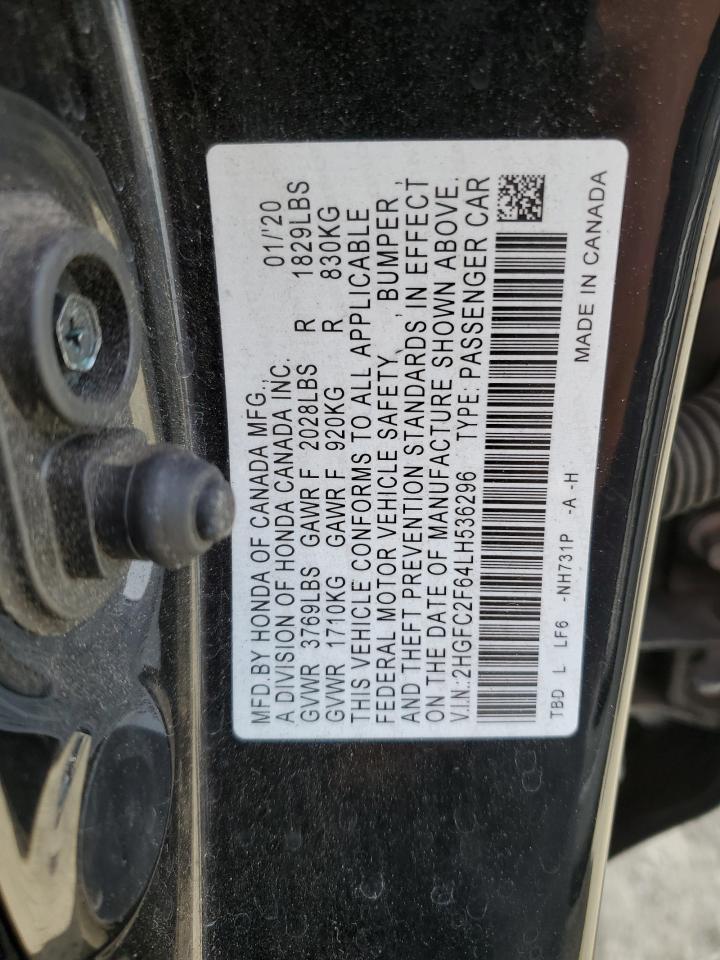 MFD.BY HONDA OF CANADA MFG., 01/'20
A DIVISION OF HONDA CANADA INC.
GVWR 3769LBS GAWR F 2028LBS R 1829LBS
GVWR 1710KG GAWR F 920KG R 830KG
THIS VEHICLE CONFORMS TO ALL APPLICABLE
FEDERAL MOTOR VEHICLE SAFETY, , BUMPER,
AND THEFT PREVENTION STANDARDS IN EFFECT
ON THE DATE OF MANUFACTURE SHOWN ABOVE.
V.I.N.:2HGFC2F64LH536296 TYPE: PASSENGER CAR
TBD L LF6 -NH731P -A -H
MADE IN CANADA